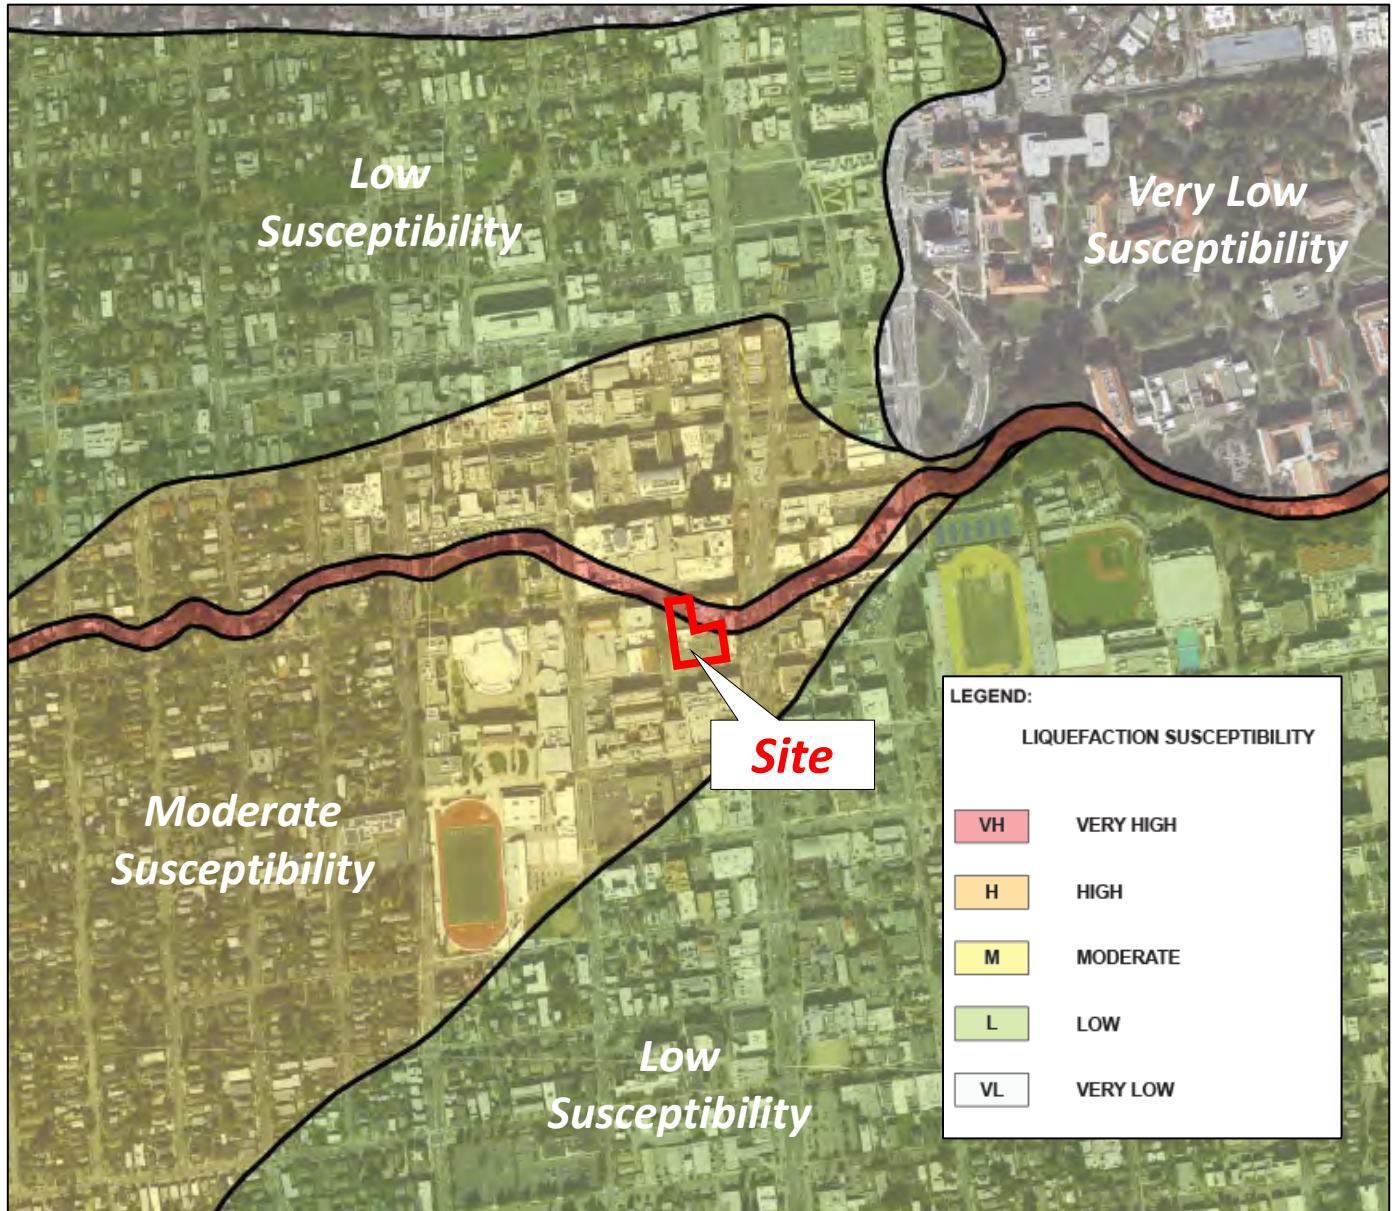 Low
Susceptibility
Very Low
Susceptibility
Site
Moderate
Susceptibility
Low
Susceptibility
LEGEND:
LIQUEFACTION SUSCEPTIBILITY
VH VERY HIGH
H HIGH
M MODERATE
L LOW
VL VERY LOW